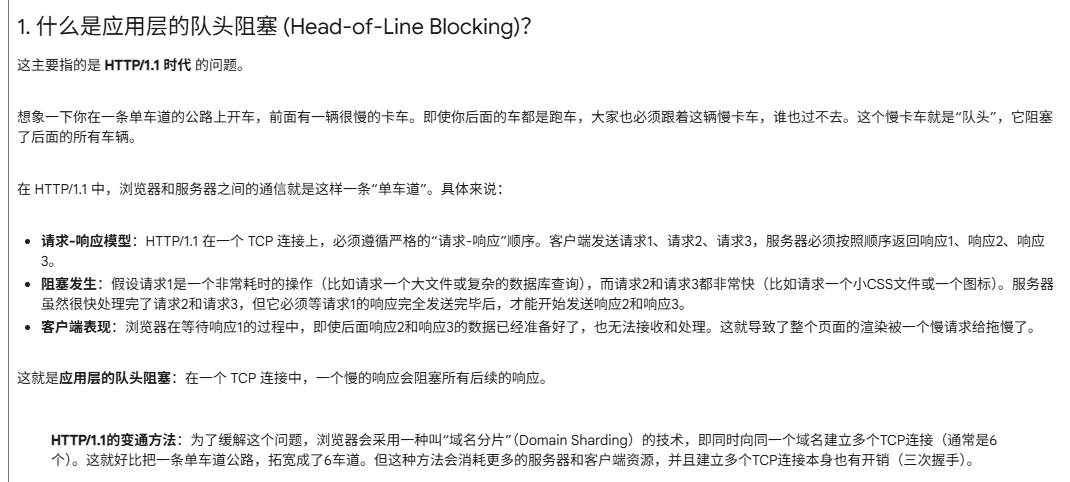 1. 什么是应用层的队头阻塞 (Head-of-Line Blocking)?
这主要指的是 HTTP/1.1 时代 的问题。
想象一下你在一条单车道的公路上开车，前面有一辆很慢的卡车。即使你后面的车都是跑车，大家也必须跟着这辆慢卡车，谁也过不去。这个慢卡车就是“队头”，它阻塞
了后面的所有车辆。
在 HTTP/1.1 中，浏览器和服务器之间的通信就是这样一条“单车道”。具体来说：
• 请求-响应模型：HTTP/1.1 在一个 TCP 连接上，必须遵循严格的“请求-响应”顺序。客户端发送请求1、请求2、请求3，服务器必须按照顺序返回响应1、响应2、响应
3。
• 阻塞发生：假设请求1是一个非常耗时的操作（比如请求一个大文件或复杂的数据库查询），而请求2和请求3都非常快（比如请求一个小CSS文件或一个图标）。服务器
虽然很快处理完了请求2和请求3，但它必须等请求1的响应完全发送完毕后，才能开始发送响应2和响应3。
• 客户端表现：浏览器在等待响应1的过程中，即使后面响应2和响应3的数据已经准备好了，也无法接收和处理。这就导致了整个页面的渲染被一个慢请求给拖慢了。
这就是应用层的队头阻塞：在一个 TCP 连接中，一个慢的响应会阻塞所有后续的响应。
HTTP/1.1的变通方法：为了缓解这个问题，浏览器会采用一种叫“域名分片”（Domain Sharding）的技术，即同时向同一个域名建立多个TCP连接（通常是6
个）。这就好比把一条单车道公路，拓宽成了6车道。但这种方法会消耗更多的服务器和客户端资源，并且建立多个TCP连接本身也有开销（三次握手）。